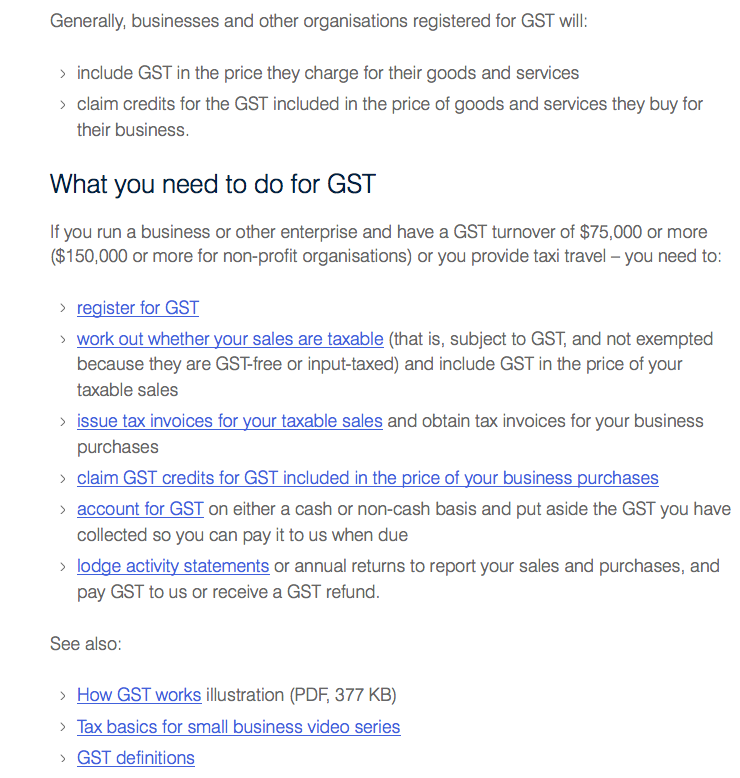 Generally, businesses and other organisations registered for GST will:
› include GST in the price they charge for their goods and services
› claim credits for the GST included in the price of goods and services they buy for
their business.
What you need to do for GST
If you run a business or other enterprise and have a GST turnover of $75,000 or more
($150,000 or more for non-profit organisations) or you provide taxi travel – you need to:
› register for GST
› work out whether your sales are taxable (that is, subject to GST, and not exempted
because they are GST-free or input-taxed) and include GST in the price of your
taxable sales
› issue tax invoices for your taxable sales and obtain tax invoices for your business
purchases
› claim GST credits for GST included in the price of your business purchases
› account for GST on either a cash or non-cash basis and put aside the GST you have
collected so you can pay it to us when due
› lodge activity statements or annual returns to report your sales and purchases, and
pay GST to us or receive a GST refund.
See also:
› How GST works illustration (PDF, 377 KB)
› Tax basics for small business video series
› GST definitions